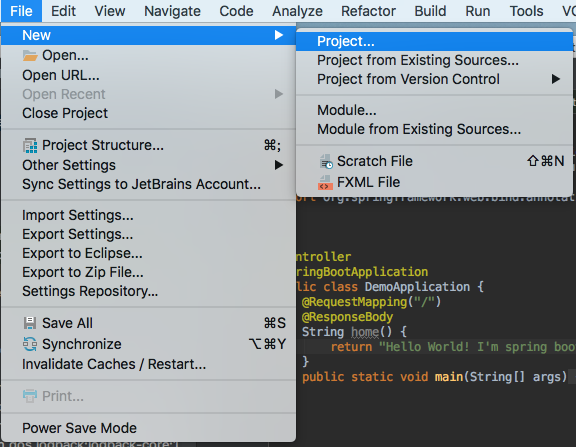 File Edit View Navigate Code Analyze Refactor Build Run Tools
New
Open...
Open URL...
Open Recent
Close Project
Project Structure... ⌘;
Other Settings
Sync Settings to JetBrains Account...
Import Settings...
Export Settings...
Export to Eclipse...
Export to Zip File...
Settings Repository...
Save All ⌘S
Synchronize ⌥⌘Y
Invalidate Caches / Restart...
Print...
Power Save Mode
Project...
Project from Existing Sources...
Project from Version Control
Module...
Module from Existing Sources...
Scratch File ⇧⌘N
FXML File
ort org.springframework.web.bind.annotat
ntroller
ringBootApplication
lic class DemoApplication {
@RequestMapping("/")
@ResponseBody
String home() {
return "Hello World! I'm spring boo
}
public static void main(String[] args)